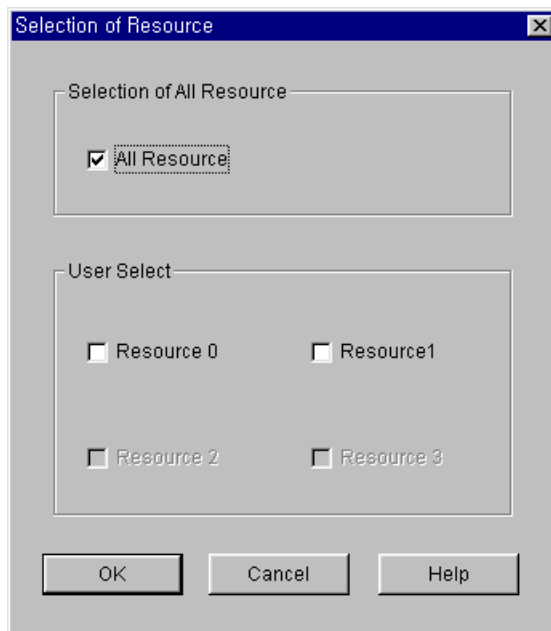 Selection of Resource
Selection of All Resource
All Resource
User Select
Resource 0 Resource1
Resource 2 Resource 3
OK Cancel Help